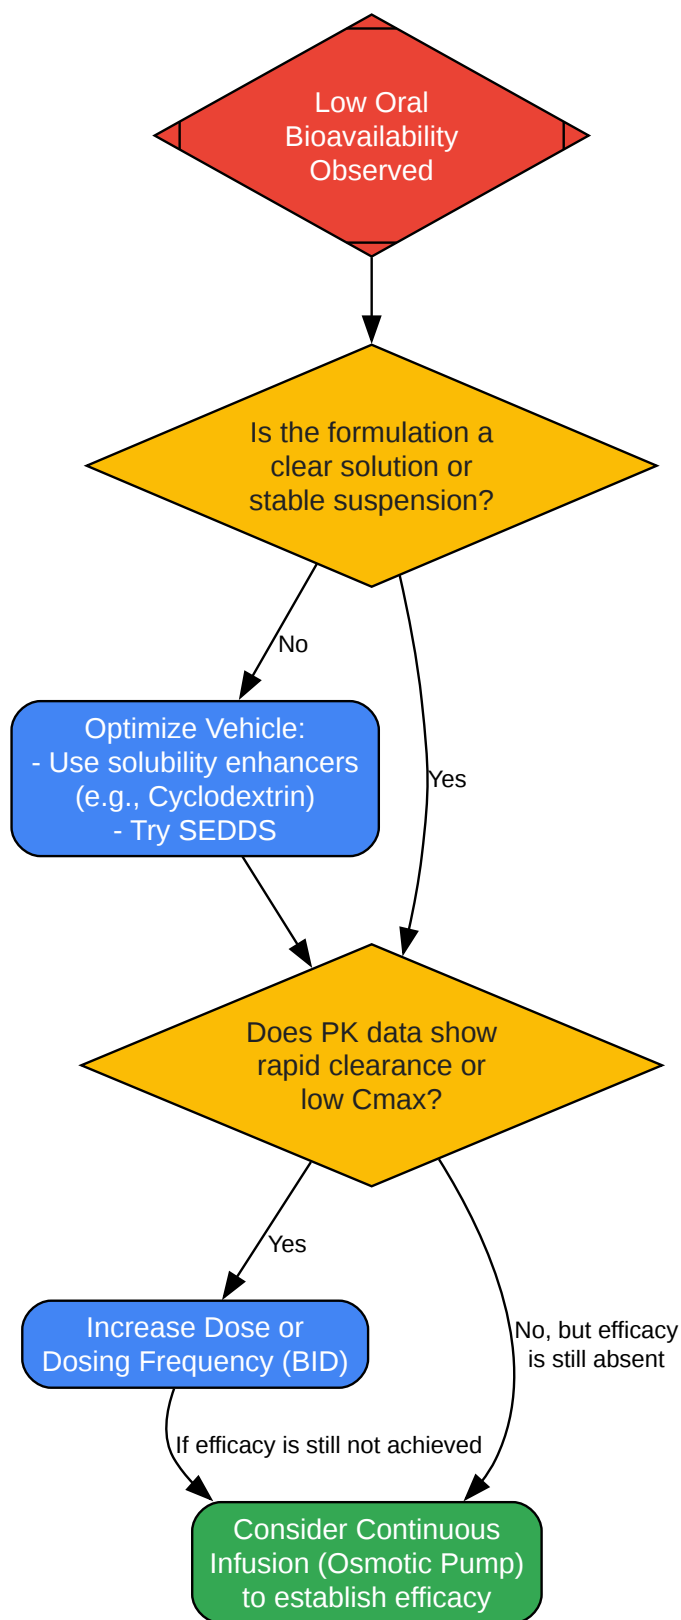 Low Oral
Bioavailability
Observed
Is the formulation a
clear solution or
stable suspension?
No
Optimize Vehicle:
- Use solubility enhancers
(e.g., Cyclodextrin)
- Try SEDDS
Yes
Does PK data show
rapid clearance or
low Cmax?
Yes
Increase Dose or
Dosing Frequency (BID)
No, but efficacy
is still absent
If efficacy is still not achieved
Consider Continuous
Infusion (Osmotic Pump)
to establish efficacy